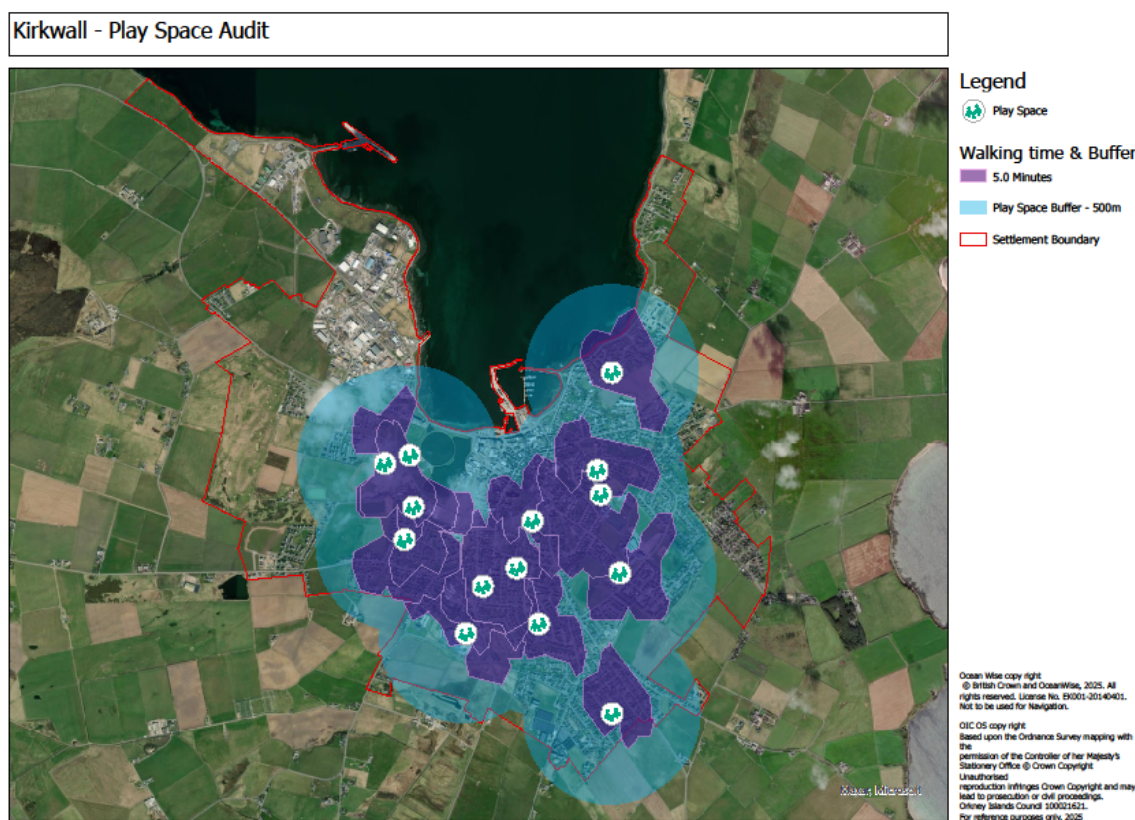 Kirkwall - Play Space Audit
Legend
Play Space
Walking time & Buffer
5.0 Minutes
Play Space Buffer - 500m
Settlement Boundary
Ocean Wise copy right
© British Crown and OceanWise, 2025. All
rights reserved. License No. EK001-20140401.
Not to be used for Navigation.
OIC OS copy right
Based upon the Ordnance Survey mapping with
the
permission of the Controller of her Majesty's
Stationery Office © Crown Copyright
Unauthorised
reproduction infringes Crown Copyright and may
lead to prosecution or civil proceedings.
Orkney Islands Council 100021621.
For reference purposes only. 2025
Maxar, Microsoft